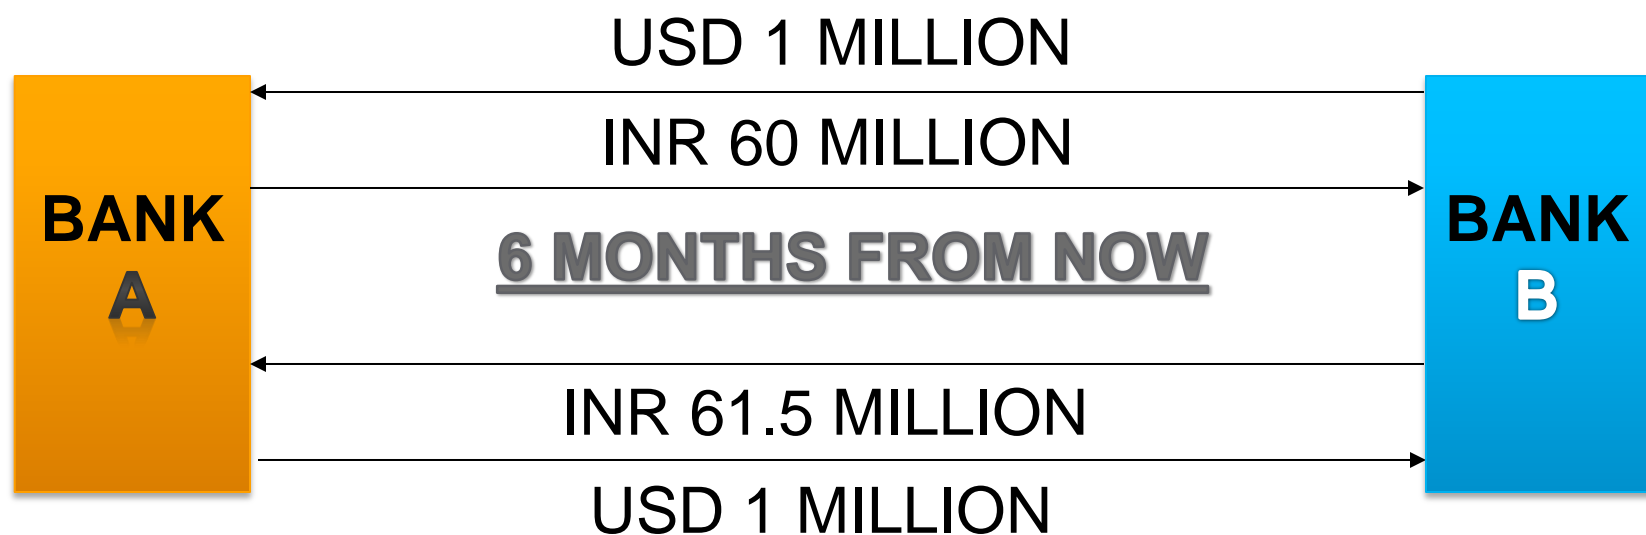 USD 1 MILLION
INR 60 MILLION
BANK
A
6 MONTHS FROM NOW
BANK
B
INR 61.5 MILLION
USD 1 MILLION